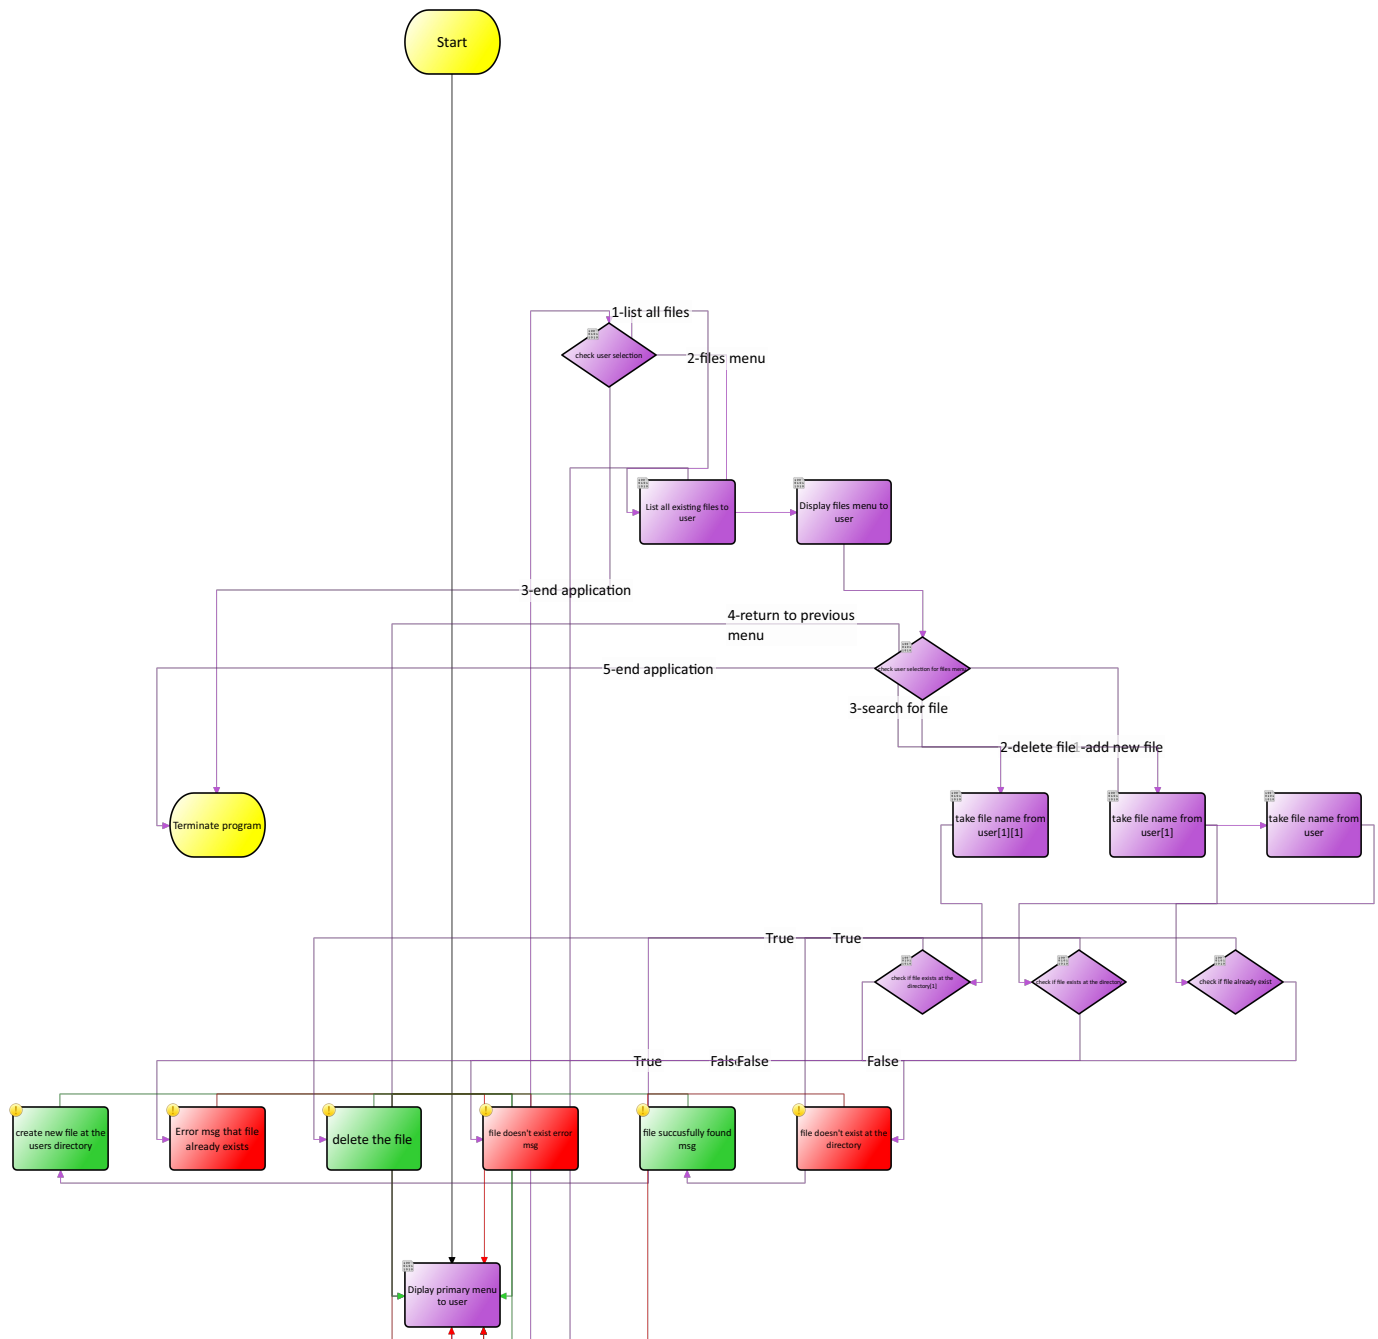 Start
1-list all files
check user selection
2-files menu
List all existing files to
user
Display files menu to
user
3-end application
4-return to previous
menu
5-end application
check user selection for files menu
3-search for file
2-delete file
-add new file
Terminate program
take file name from
user[1][1]
take file name from
user[1]
take file name from
user
True
True
check if file exists at the
directory[1]
check if file exists at the directory
check if file already exist
True
Fals
False
False
create new file at the
users directory
Error msg that file
already exists
delete the file
file doesn't exist error
msg
file succusfully found
msg
file doesn't exist at the
directory
Diplay primary menu
to user